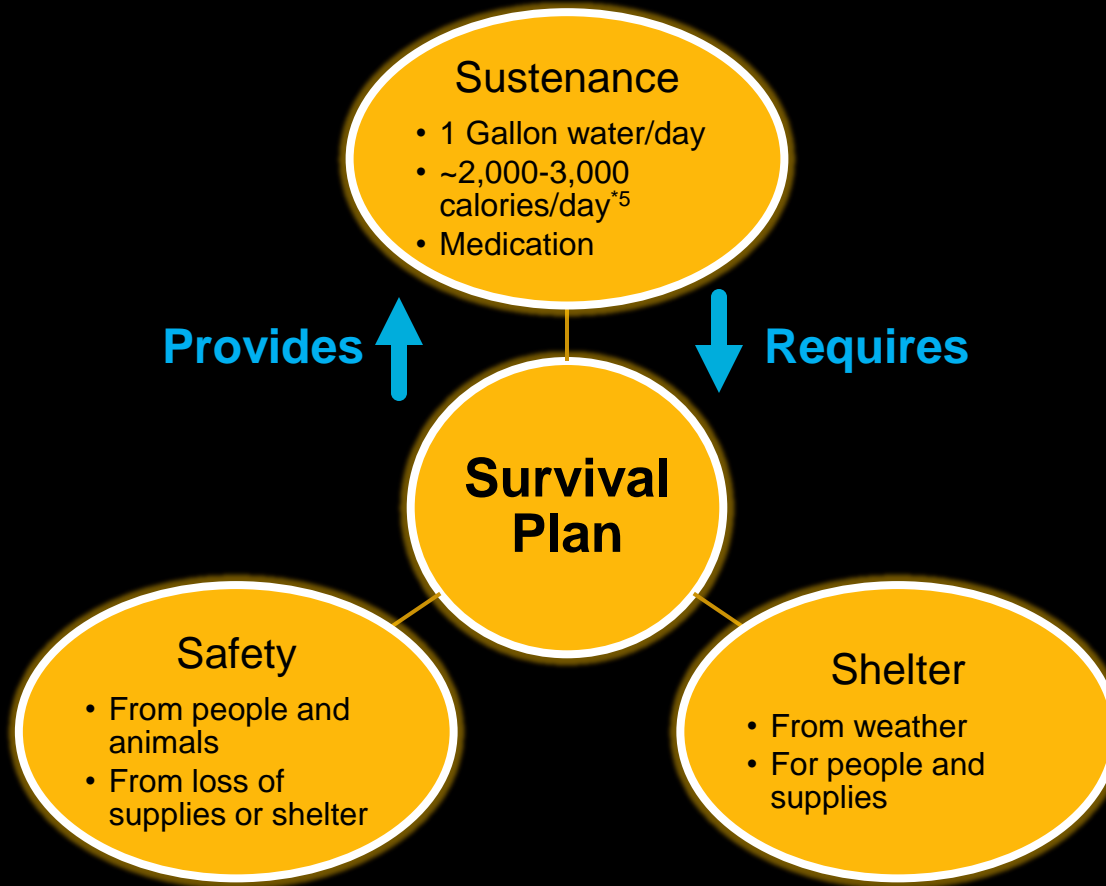 Sustenance
• 1 Gallon water/day
• ~2,000-3,000
calories/day*5
• Medication
Provides
Requires
Survival
Plan
Safety
• From people and
animals
• From loss of
supplies or shelter
Shelter
• From weather
• For people and
supplies